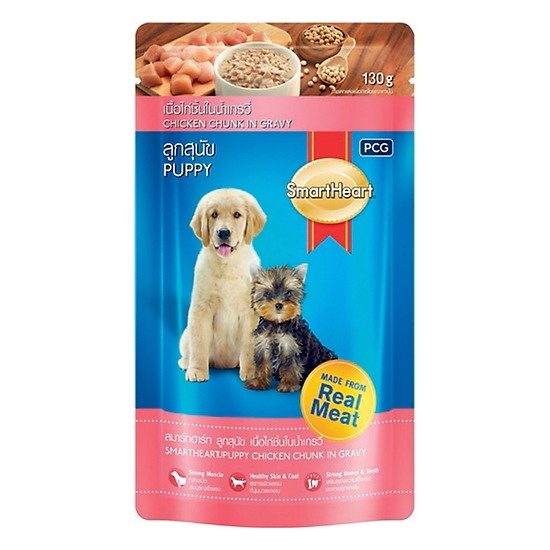 130 g
เนื้อไก่ชิ้นในน้ำเกรวี่
CHICKEN CHUNK IN GRAVY
ลูกสุนัข
PUPPY
PCG
SmartHeart
MADE FROM
Real
Meat
สมาร์ทฮาร์ท ลูกสุนัข เนื้อไก่ชิ้นในน้ำเกรวี่
SMARTHEART PUPPY CHICKEN CHUNK IN GRAVY
Strong Muscle
Healthy Skin & Coat
Strong Bones & Teeth